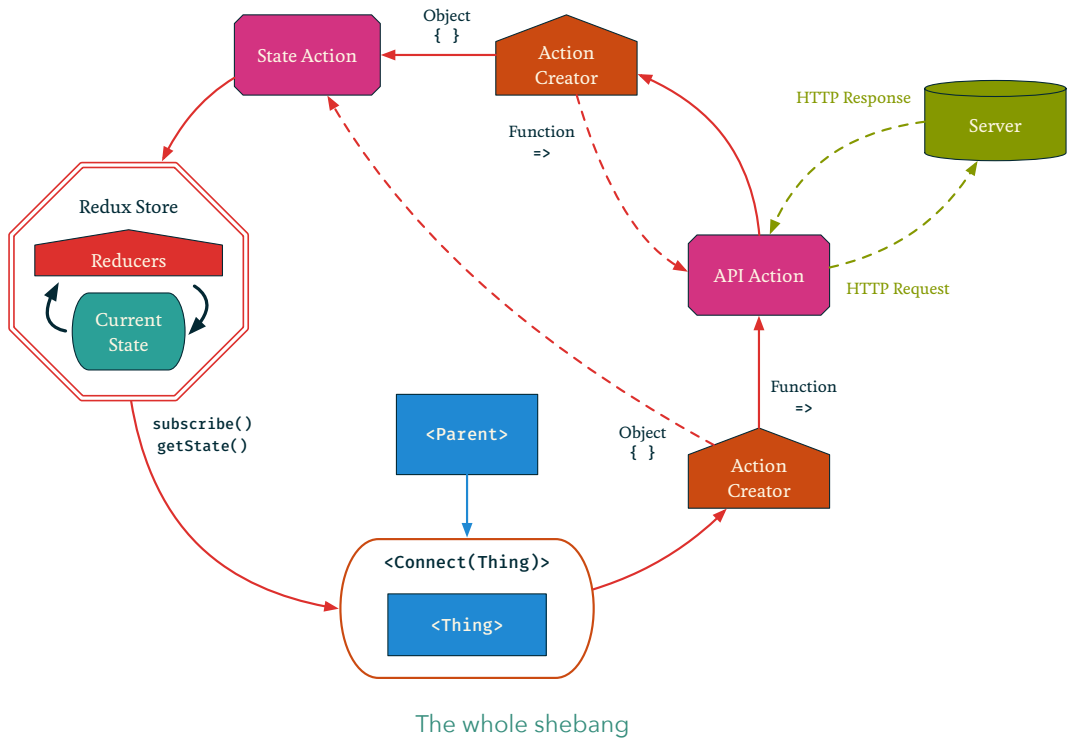 Object
{ }
State Action
Action
Creator
HTTP Response
Server
Function
=>
Redux Store
Reducers
Current
State
API Action
HTTP Request
Function
=>
subscribe()
getState()
<Parent>
Object
{ }
Action
Creator
<Connect(Thing)>
<Thing>
The whole shebang